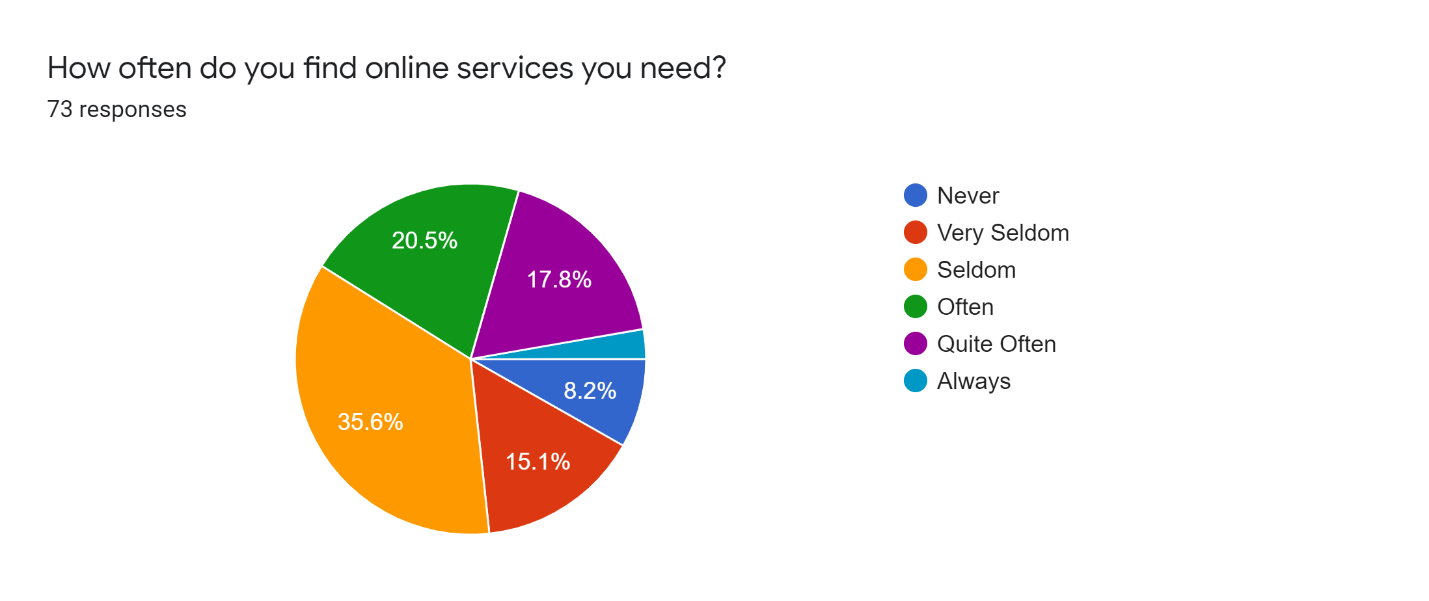 How often do you find online services you need?
73 responses
20.5%
17.8%
8.2%
35.6%
15.1%
Never
Very Seldom
Seldom
Often
Quite Often
Always